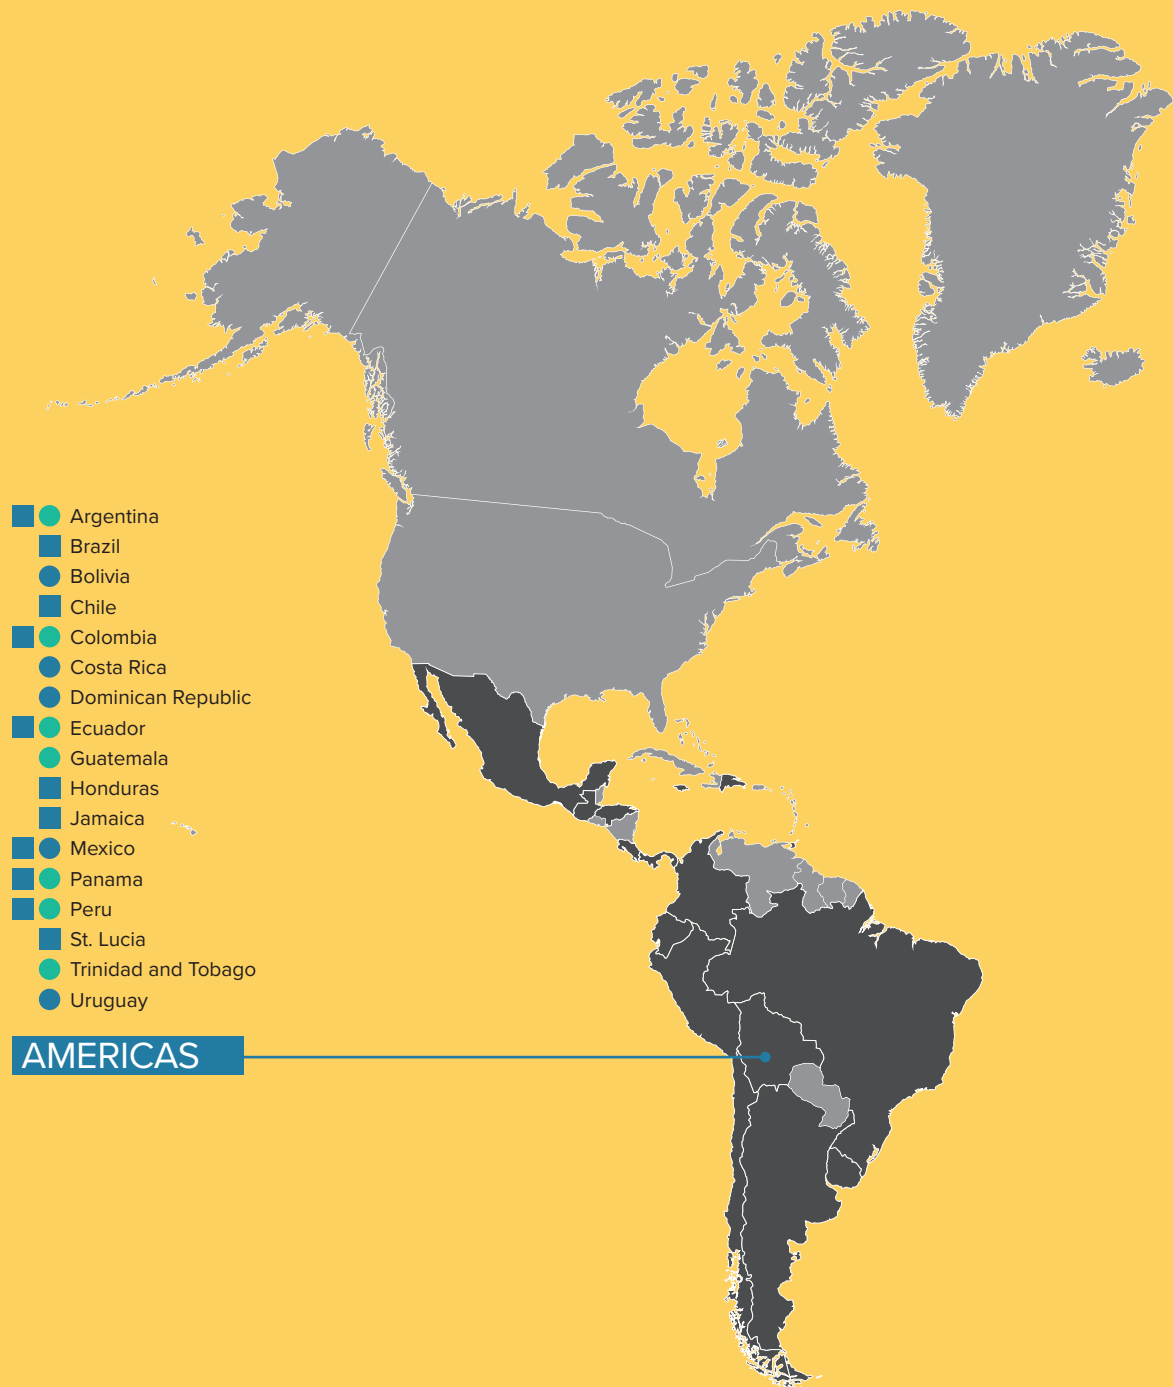 Argentina
Brazil
Bolivia
Chile
Colombia
Costa Rica
Dominican Republic
Ecuador
Guatemala
Honduras
Jamaica
Mexico
Panama
Peru
St. Lucia
Trinidad and Tobago
Uruguay
AMERICAS